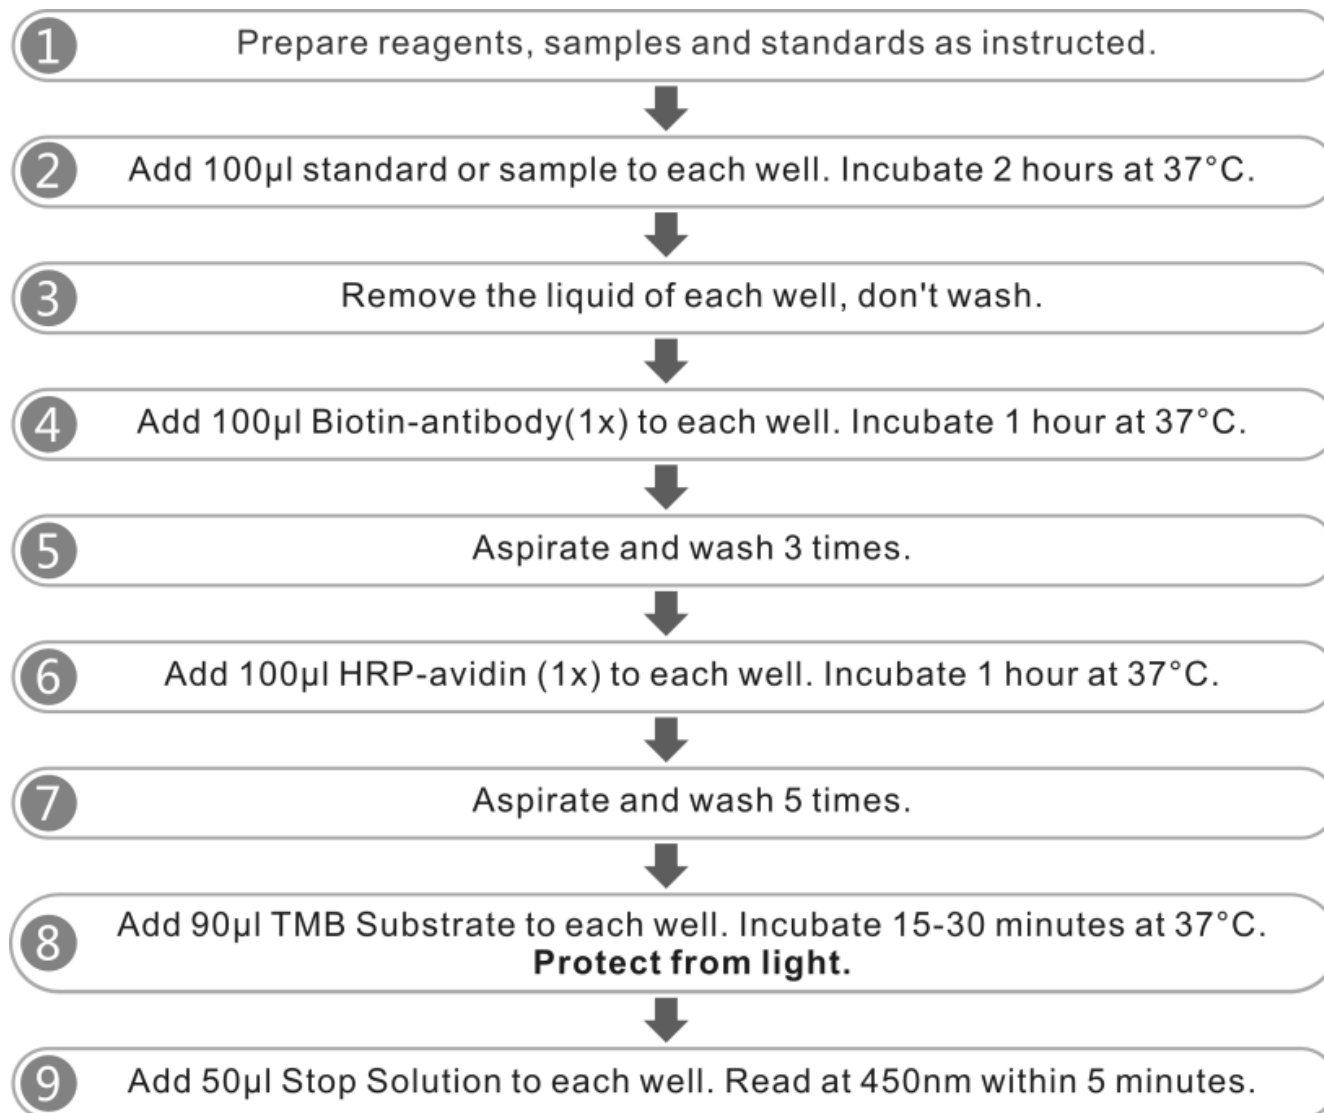 1 Prepare reagents, samples and standards as instructed.
2 Add 100µl standard or sample to each well. Incubate 2 hours at 37°C.
3 Remove the liquid of each well, don't wash.
4 Add 100µl Biotin-antibody(1x) to each well. Incubate 1 hour at 37°C.
5 Aspirate and wash 3 times.
6 Add 100µl HRP-avidin (1x) to each well. Incubate 1 hour at 37°C.
7 Aspirate and wash 5 times.
8 Add 90µl TMB Substrate to each well. Incubate 15-30 minutes at 37°C.
Protect from light.
9 Add 50µl Stop Solution to each well. Read at 450nm within 5 minutes.